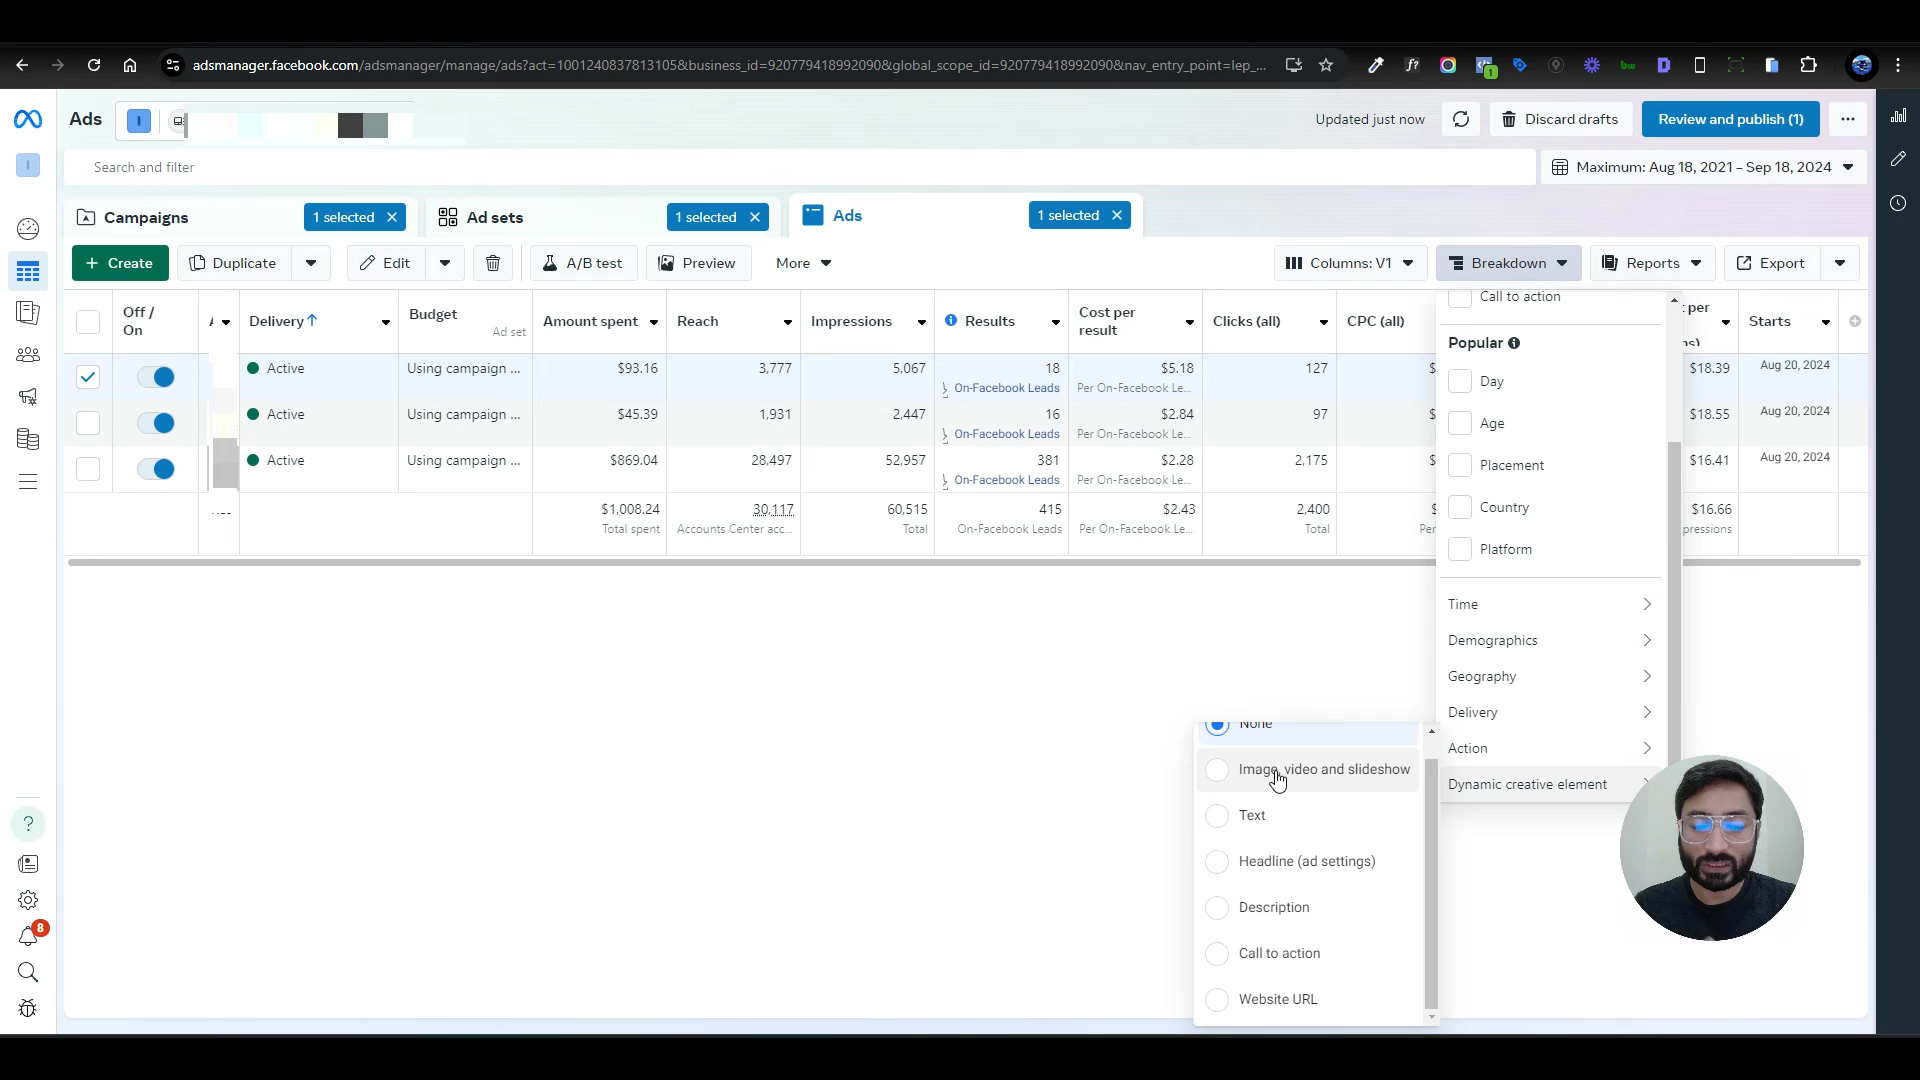 adsmanager.facebook.com/adsmanager/manage/ads?act=1001240837813105&business_id=920779418992090&global_scope_id=920779418992090&nav_entry_point=lep_...
1
Ads
I
Updated just now
Discard drafts
Review and publish (1)
I
Search and filter
Maximum: Aug 18, 2021 – Sep 18, 2024
Campaigns
1 selected
Ad sets
1 selected
Ads
1 selected
+ Create
Duplicate
Edit
A/B test
Preview
More
Columns: V1
Breakdown
Reports
Export
Off / On
Delivery↑
Budget
Ad set
Amount spent
Reach
Impressions
Results
Cost per result
Clicks (all)
CPC (all)
per
Starts
Active
Using campaign ...
$93.16
3,777
5,067
18
On-Facebook Leads
$5.18
Per On-Facebook Le...
127
$
$18.39
Aug 20, 2024
Active
Using campaign ...
$45.39
1,931
2,447
16
On-Facebook Leads
$2.84
Per On-Facebook Le...
97
$
$18.55
Aug 20, 2024
Active
Using campaign ...
$869.04
28,497
52,957
381
On-Facebook Leads
$2.28
Per On-Facebook Le...
2,175
$
$16.41
Aug 20, 2024
$1,008.24
Total spent
30,117
Accounts Center acc...
60,515
Total
415
On-Facebook Leads
$2.43
Per On-Facebook Le...
2,400
Total
$
Per
$16.66
pressions
Call to action
Popular
Day
Age
Placement
Country
Platform
Time
Demographics
Geography
Delivery
Action
Dynamic creative element
None
Image, video and slideshow
Text
Headline (ad settings)
Description
Call to action
Website URL
?
8